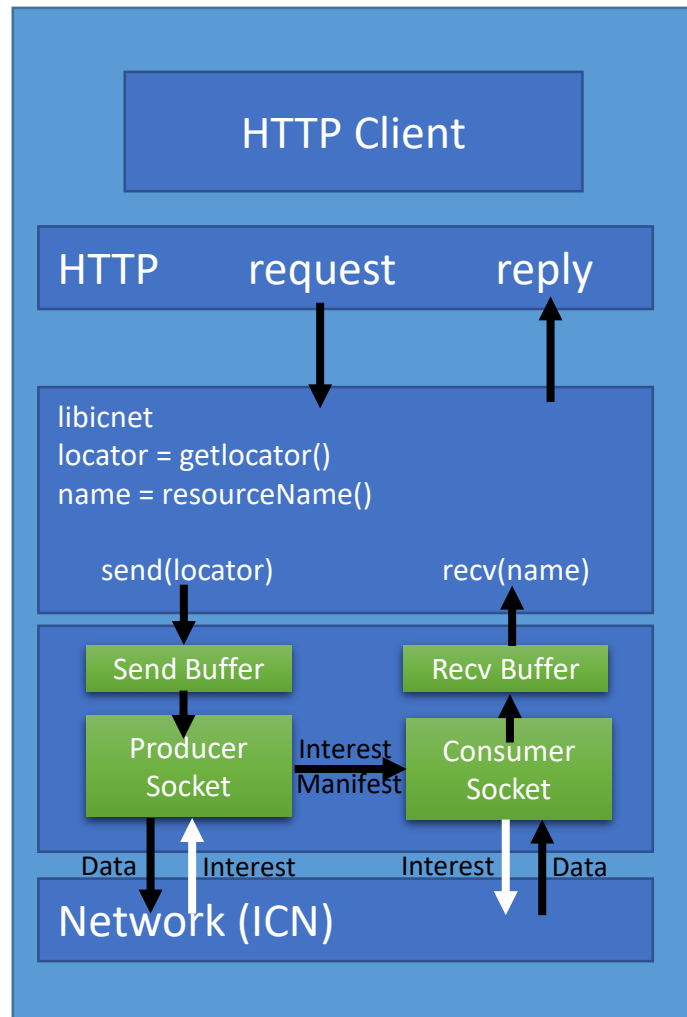 HTTP Client
HTTP request reply
libicnet
locator = getlocator()
name = resourceName()
send(locator) recv(name)
Send Buffer Recv Buffer
Producer
Socket
Interest
Manifest
Consumer
Socket
Data Interest Interest Data
Network (ICN)